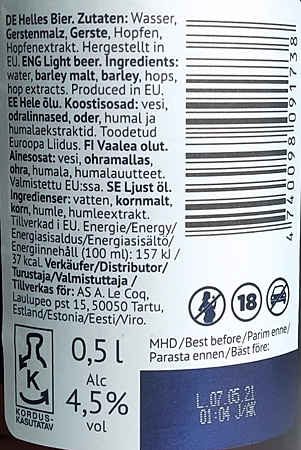 DE Helles Bier. Zutaten: Wasser,
Gerstenmalz, Gerste, Hopfen,
Hopfenextrakt. Hergestellt in
EU. ENG Light beer. Ingredients:
water, barley malt, barley, hops,
hop extracts. Produced in EU.
EE Hele õlu. Koostisosad: vesi,
odralinnased, oder, humal ja
humalaekstraktid. Toodetud
Euroopa Liidus. FI Vaalea olut.
Ainesosat: vesi, ohramallas,
ohra, humala, humalauutteet.
Valmistettu EU:ssa. SE Ljust öl.
Ingredienser: vatten, kornmalt,
korn, humle, humleextrakt.
Tillverkad i EU. Energie/Energy/
Energiasisaldus/Energiasisältö/
Energiinnehåll (100 ml): 157 kJ /
37 kcal. Verkäufer/Distributor/
Turustaja/Valmistuttaja /
Tillverkas för: AS A. Le Coq,
Laulupeo pst 15, 50050 Tartu,
Estland/Estonia/Eesti/Viro.
4 740098 091738
18
K
KORDUS-
KASUTATAV
0,5 l
Alc
4,5%
vol
MHD/Best before/Parim enne/
Parasta ennen/Bäst före:
L.07.05.21
01:04 J/AK